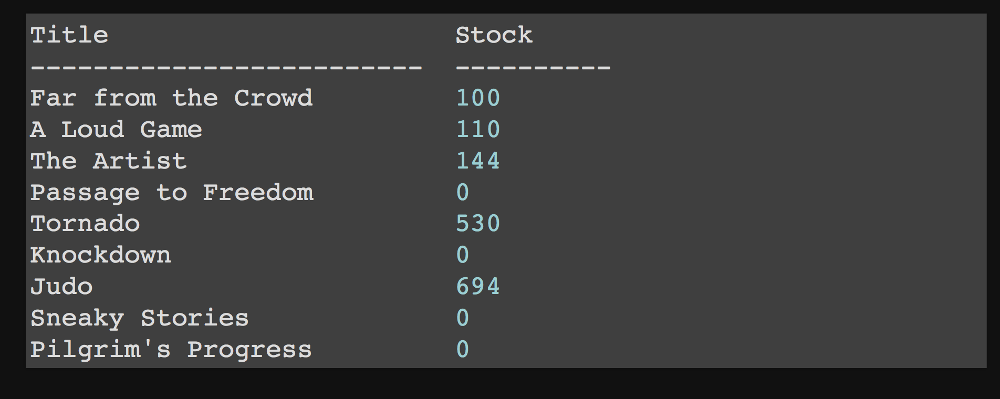 Title Stock
------------------------- ----------
Far from the Crowd 100
A Loud Game 110
The Artist 144
Passage to Freedom 0
Tornado 530
Knockdown 0
Judo 694
Sneaky Stories 0
Pilgrim's Progress 0